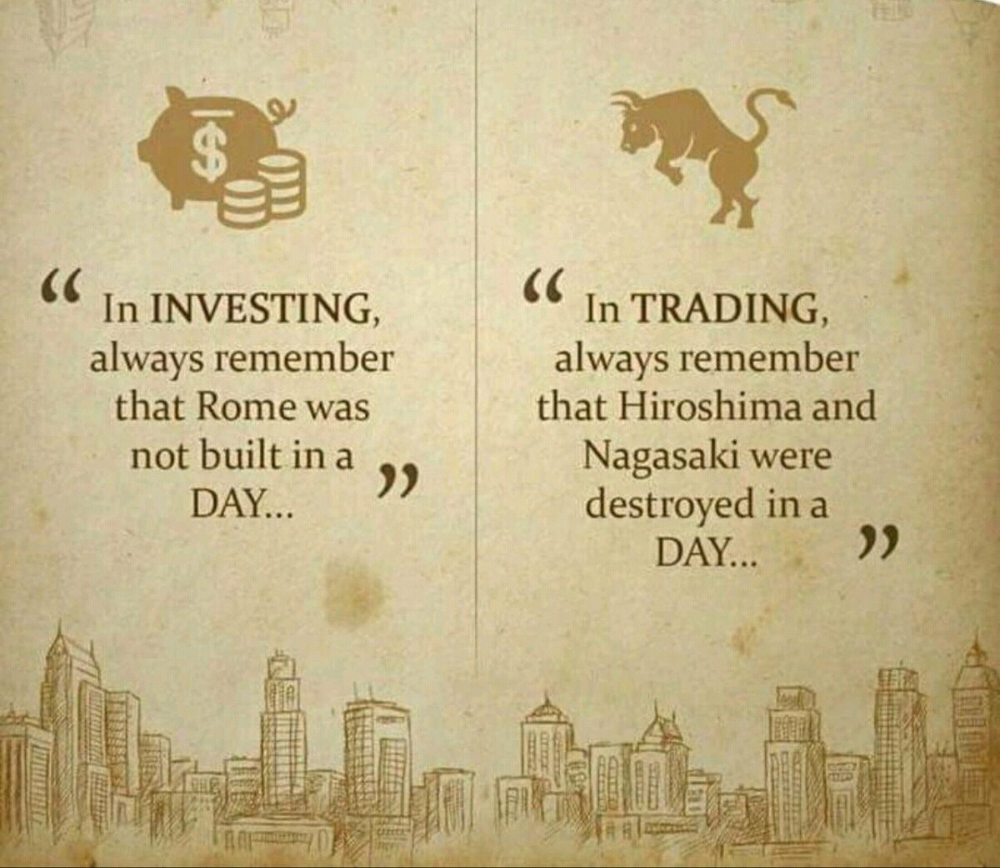 $
“ In INVESTING,
always remember
that Rome was
not built in a
DAY... ”
“ In TRADING,
always remember
that Hiroshima and
Nagasaki were
destroyed in a
DAY... ”